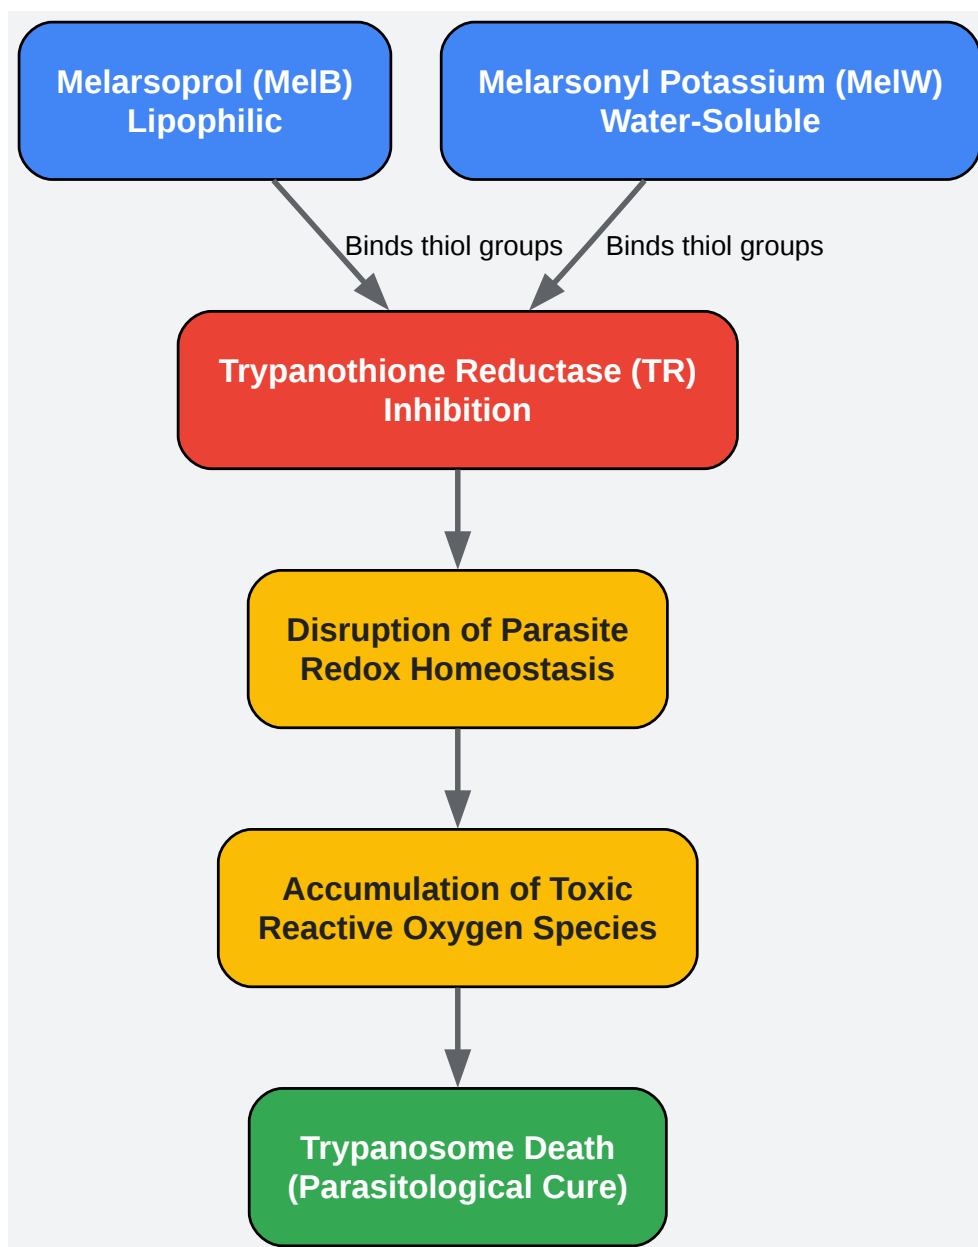 Melarsoprol (MelB)
Lipophilic
Melarsonyl Potassium (MelW)
Water-Soluble
Binds thiol groups
Binds thiol groups
Trypanothione Reductase (TR)
Inhibition
Disruption of Parasite
Redox Homeostasis
Accumulation of Toxic
Reactive Oxygen Species
Trypanosome Death
(Parasitological Cure)